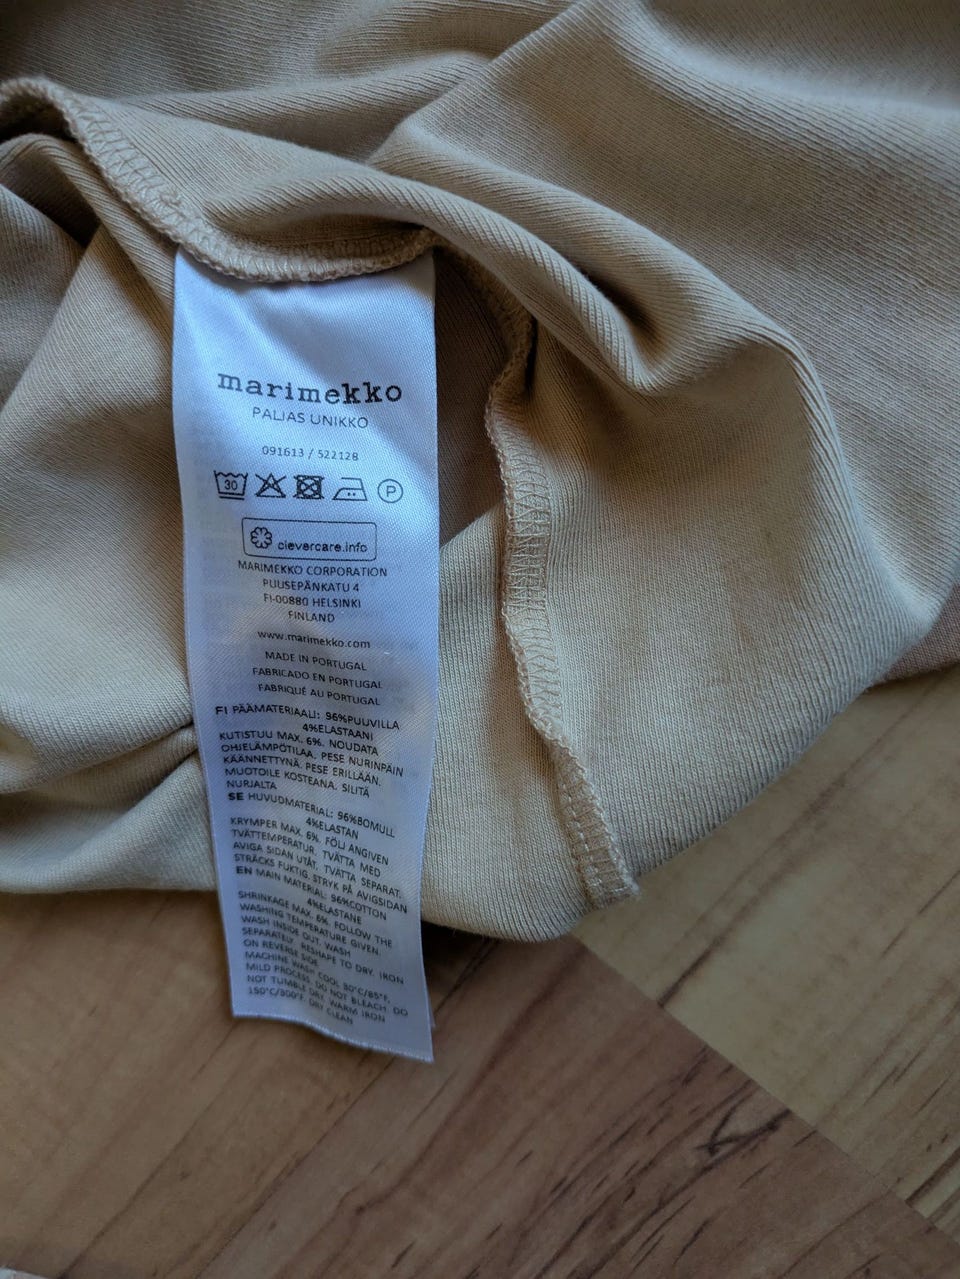 marimekko
PALJAS UNIKKO
091613 / 522128
30 P
clevercare.info
MARIMEKKO CORPORATION
PUUSEPÄNKATU 4
FI-00880 HELSINKI
FINLAND
www.marimekko.com
MADE IN PORTUGAL
FABRICADO EN PORTUGAL
FABRIQUÉ AU PORTUGAL
FI PÄÄMATERIAALI: 96%PUUVILLA
4%ELASTAANI
KUTISTUU MAX. 6%. NOUDATA
OHJELÄMPÖTILAA. PESE NURINPÄIN
KÄÄNNETTYNÄ. PESE ERILLÄÄN.
MUOTOILE KOSTEANA. SILITÄ
NURJALTA
SE HUVUDMATERIAL: 96%BOMULL
4%ELASTAN
KRYMPER MAX. 6%. FÖLJ ANGIVEN
TVÄTTEMPERATUR. TVÄTTA MED
AVIGA SIDAN UTÅT. TVÄTTA SEPARAT.
STRÄCKS FUKTIG. STRYK PÅ AVIGSIDAN
EN MAIN MATERIAL: 96%COTTON
4%ELASTANE
SHRINKAGE MAX. 6%. FOLLOW THE
WASHING TEMPERATURE GIVEN.
WASH INSIDE OUT. WASH
SEPARATELY. RESHAPE TO DRY. IRON
ON REVERSE SIDE.
MACHINE WASH COOL 30°C/85°F,
MILD PROCESS. DO NOT BLEACH. DO
NOT TUMBLE DRY. WARM IRON
150°C/300°F. DRY CLEAN